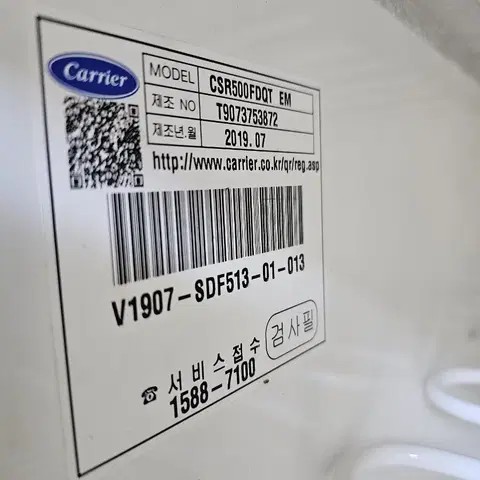 Carrier
MODEL CSR500FDQT EM
제조 NO T9073753872
제조년.월 2019.07
http://www.carrier.co.kr/qr/reg.asp
V1907-SDF513-01-013
검사필
☎ 서비스접수
1588-7100